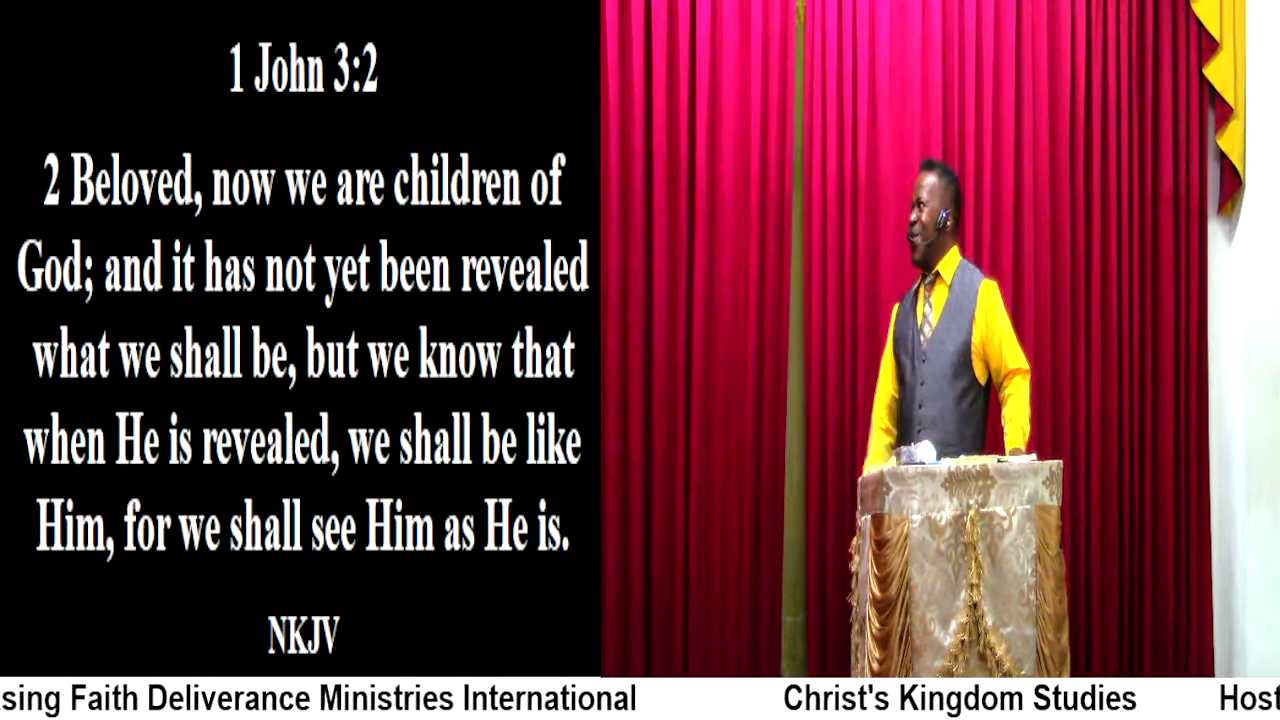 1 John 3:2
2 Beloved, now we are children of
God; and it has not yet been revealed
what we shall be, but we know that
when He is revealed, we shall be like
Him, for we shall see Him as He is.
NKJV
Faith Deliverance Ministries International Christ's Kingdom Studies